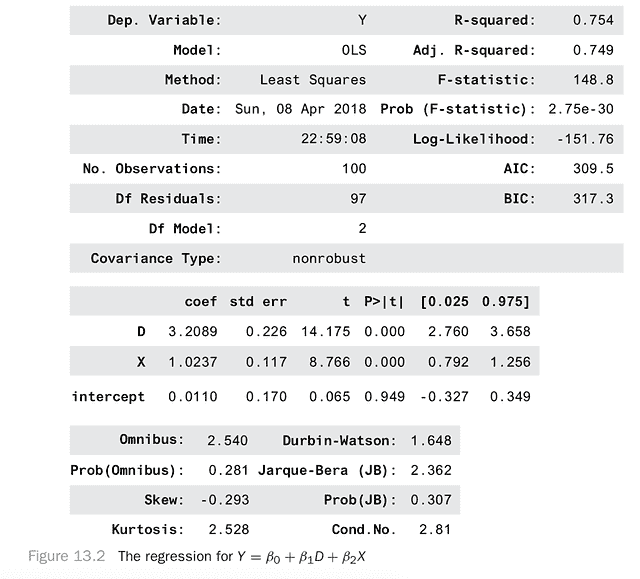 Dep. Variable: Y R-squared: 0.754
Model: OLS Adj. R-squared: 0.749
Method: Least Squares F-statistic: 148.8
Date: Sun, 08 Apr 2018 Prob (F-statistic): 2.75e-30
Time: 22:59:08 Log-Likelihood: -151.76
No. Observations: 100 AIC: 309.5
Df Residuals: 97 BIC: 317.3
Df Model: 2
Covariance Type: nonrobust
coef std err t P>|t| [0.025 0.975]
D 3.2089 0.226 14.175 0.000 2.760 3.658
X 1.0237 0.117 8.766 0.000 0.792 1.256
intercept 0.0110 0.170 0.065 0.949 -0.327 0.349
Omnibus: 2.540 Durbin-Watson: 1.648
Prob(Omnibus): 0.281 Jarque-Bera (JB): 2.362
Skew: -0.293 Prob(JB): 0.307
Kurtosis: 2.528 Cond.No. 2.81
Figure 13.2 The regression for Y = β₀ + β₁D + β₂X